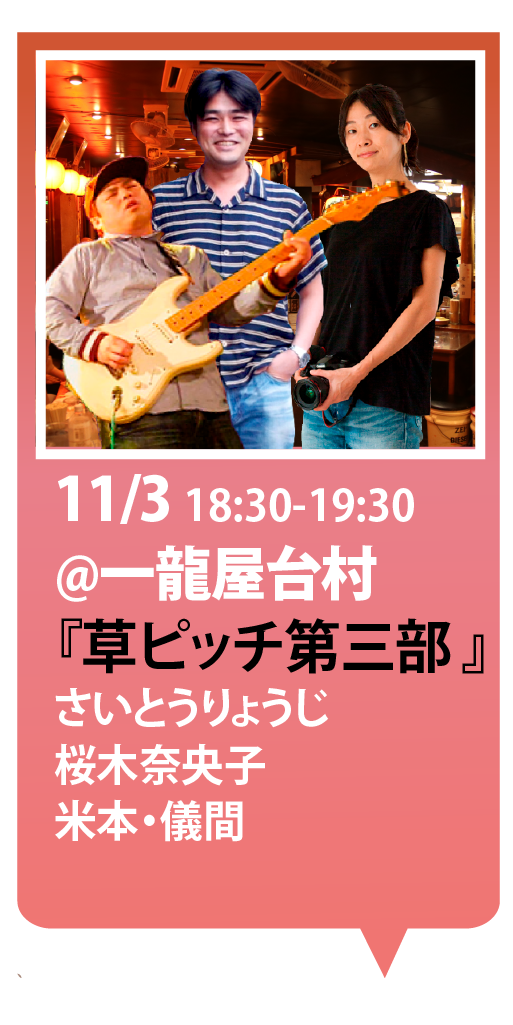 11/3 18:30-19:30
@一龍屋台村
『草ピッチ第三部 』
さいとうりょうじ
桜木奈央子
米本・儀間
、